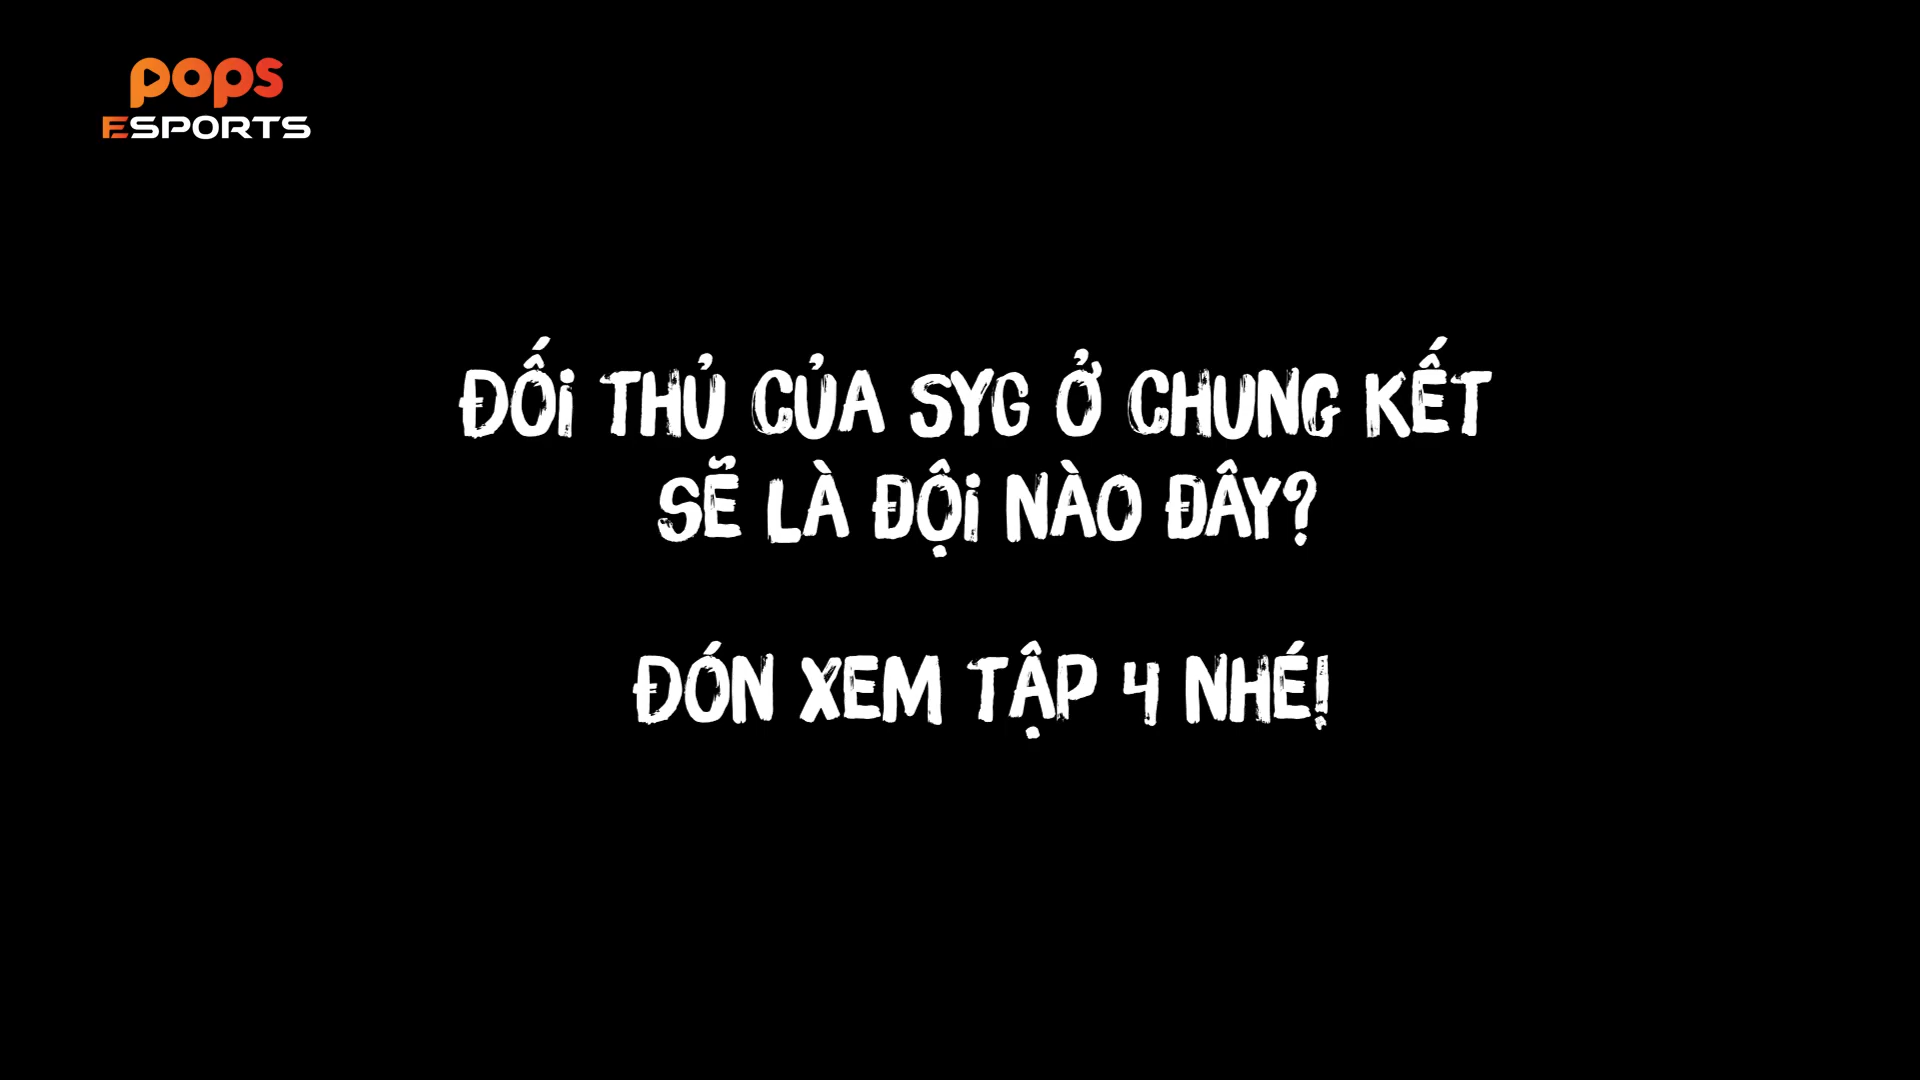 POPS
ESPORTS
ĐỐI THỦ CỦA SYG Ở CHUNG KẾT
SẼ LÀ ĐỘI NÀO ĐÂY?
ĐÓN XEM TẬP 4 NHÉ!